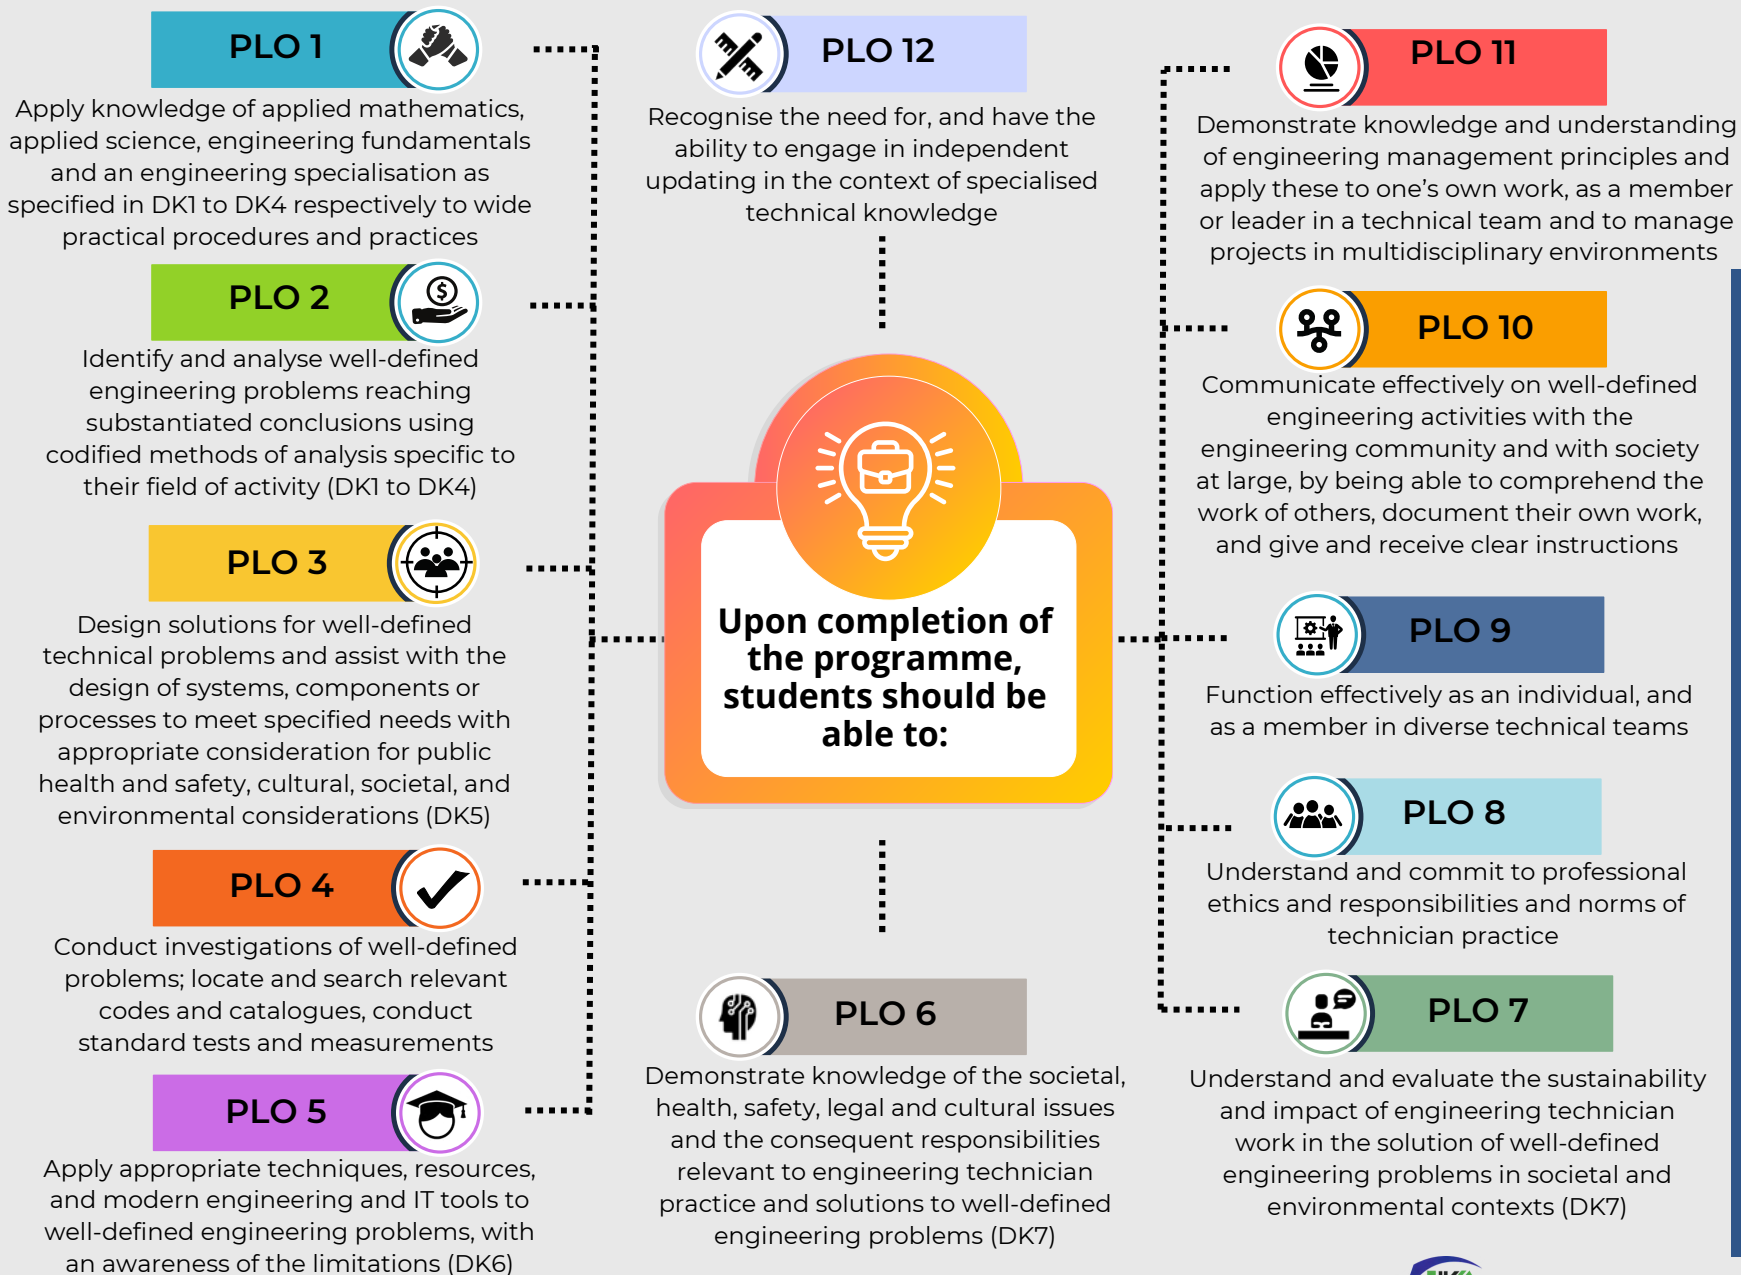 PLO 1
Apply knowledge of applied mathematics,
applied science, engineering fundamentals
and an engineering specialisation as
specified in DK1 to DK4 respectively to wide
practical procedures and practices
PLO 2
Identify and analyse well-defined
engineering problems reaching
substantiated conclusions using
codified methods of analysis specific to
their field of activity (DK1 to DK4)
PLO 3
Design solutions for well-defined
technical problems and assist with the
design of systems, components or
processes to meet specified needs with
appropriate consideration for public
health and safety, cultural, societal, and
environmental considerations (DK5)
PLO 4
Conduct investigations of well-defined
problems; locate and search relevant
codes and catalogues, conduct
standard tests and measurements
PLO 5
Apply appropriate techniques, resources,
and modern engineering and IT tools to
well-defined engineering problems, with
an awareness of the limitations (DK6)
PLO 12
Recognise the need for, and have the
ability to engage in independent
updating in the context of specialised
technical knowledge
$
Upon completion of
the programme,
students should be
able to:
PLO 6
Demonstrate knowledge of the societal,
health, safety, legal and cultural issues
and the consequent responsibilities
relevant to engineering technician
practice and solutions to well-defined
engineering problems (DK7)
PLO 11
Demonstrate knowledge and understanding
of engineering management principles and
apply these to one's own work, as a member
or leader in a technical team and to manage
projects in multidisciplinary environments
PLO 10
Communicate effectively on well-defined
engineering activities with the
engineering community and with society
at large, by being able to comprehend the
work of others, document their own work,
and give and receive clear instructions
PLO 9
Function effectively as an individual, and
as a member in diverse technical teams
PLO 8
Understand and commit to professional
ethics and responsibilities and norms of
technician practice
PLO 7
Understand and evaluate the sustainability
and impact of engineering technician
work in the solution of well-defined
engineering problems in societal and
environmental contexts (DK7)